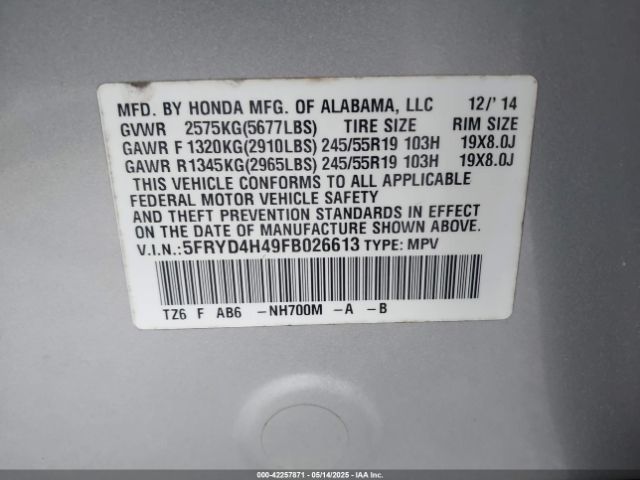 MFD. BY HONDA MFG. OF ALABAMA, LLC 12/'14
GVWR 2575KG(5677LBS) TIRE SIZE RIM SIZE
GAWR F 1320KG(2910LBS) 245/55R19 103H 19X8.0J
GAWR R1345KG(2965LBS) 245/55R19 103H 19X8.0J
THIS VEHICLE CONFORMS TO ALL APPLICABLE
FEDERAL MOTOR VEHICLE SAFETY
AND THEFT PREVENTION STANDARDS IN EFFECT
ON THE DATE OF MANUFACTURE SHOWN ABOVE.
V.I.N.:5FRYD4H49FB026613 TYPE: MPV
TZ6 F AB6 -NH700M -A -B
000-42257871 - 05/14/2025 - IAAI.com